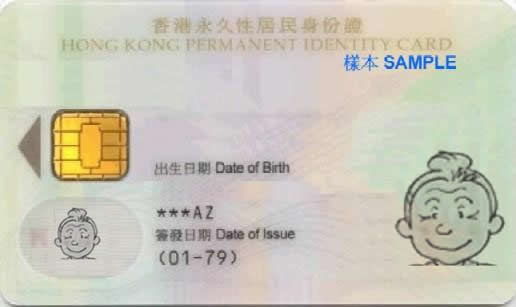 香港永久性居民身份證
HONG KONG PERMANENT IDENTITY CARD
樣本 SAMPLE
出生日期 Date of Birth
***AZ
簽發日期 Date of Issue
(01-79)